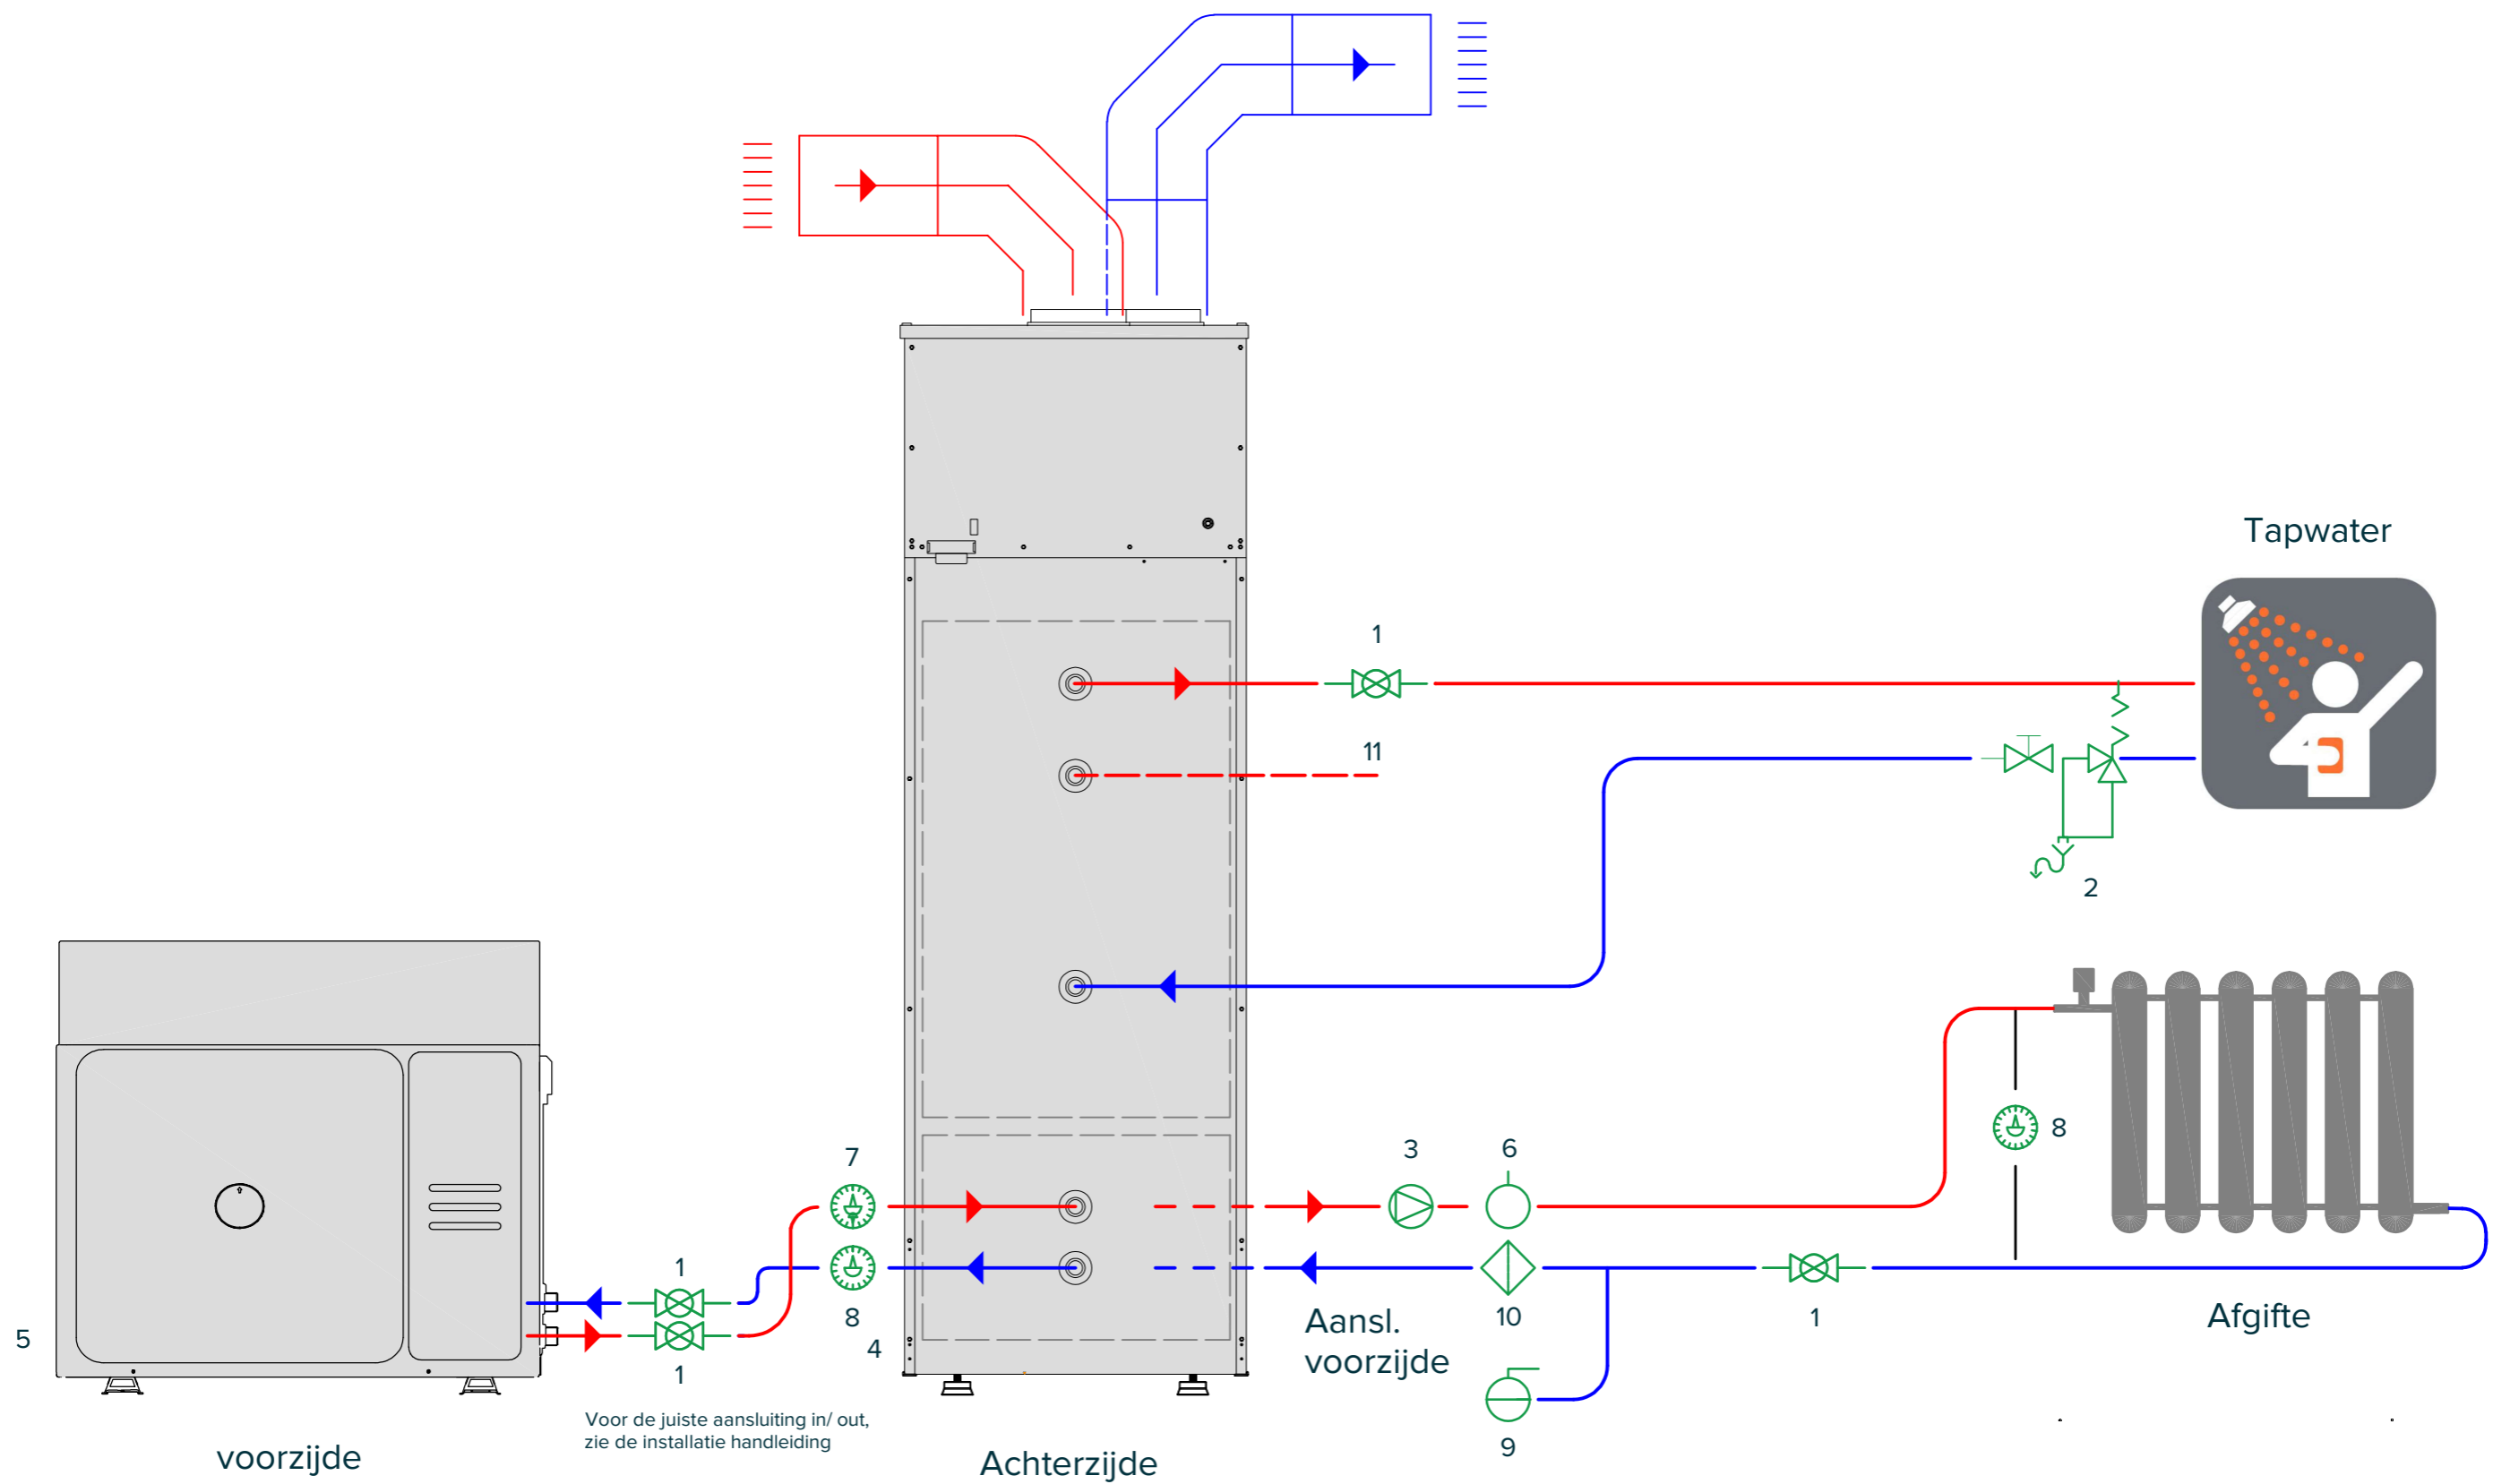 Tapwater
1
11
2
7
3
6
8
1
8
4
5
1
10
1
Aansl.
voorzijde
Afgifte
9
Voor de juiste aansluiting in/ out,
zie de installatie handleiding
voorzijde
Achterzijde